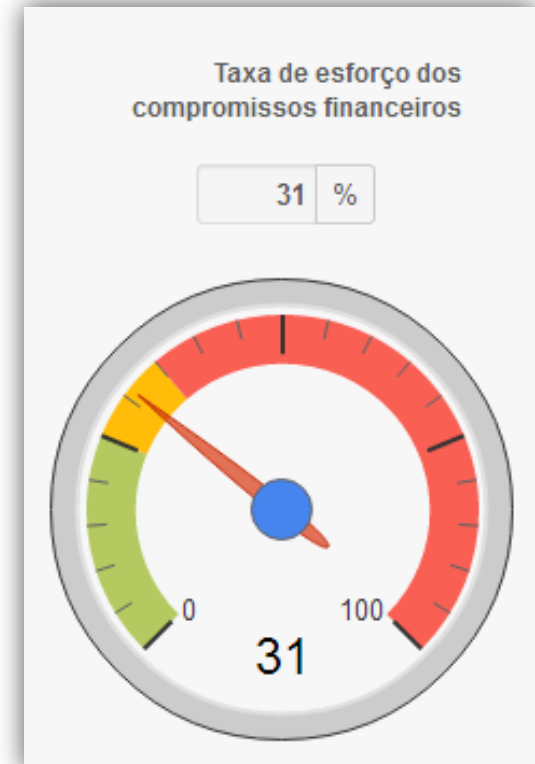 Taxa de esforço dos
compromissos financeiros
31 %
0 100
31